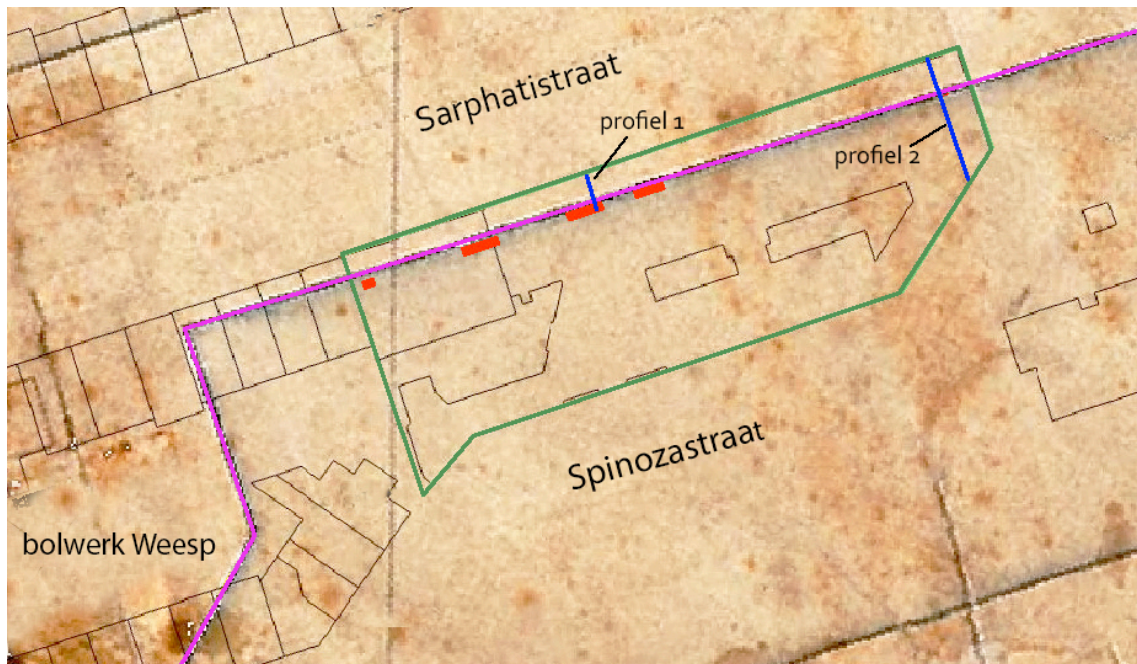 Sarphatistraat
profiel 1
profiel 2
Spinozastraat
bolwerk Weesp